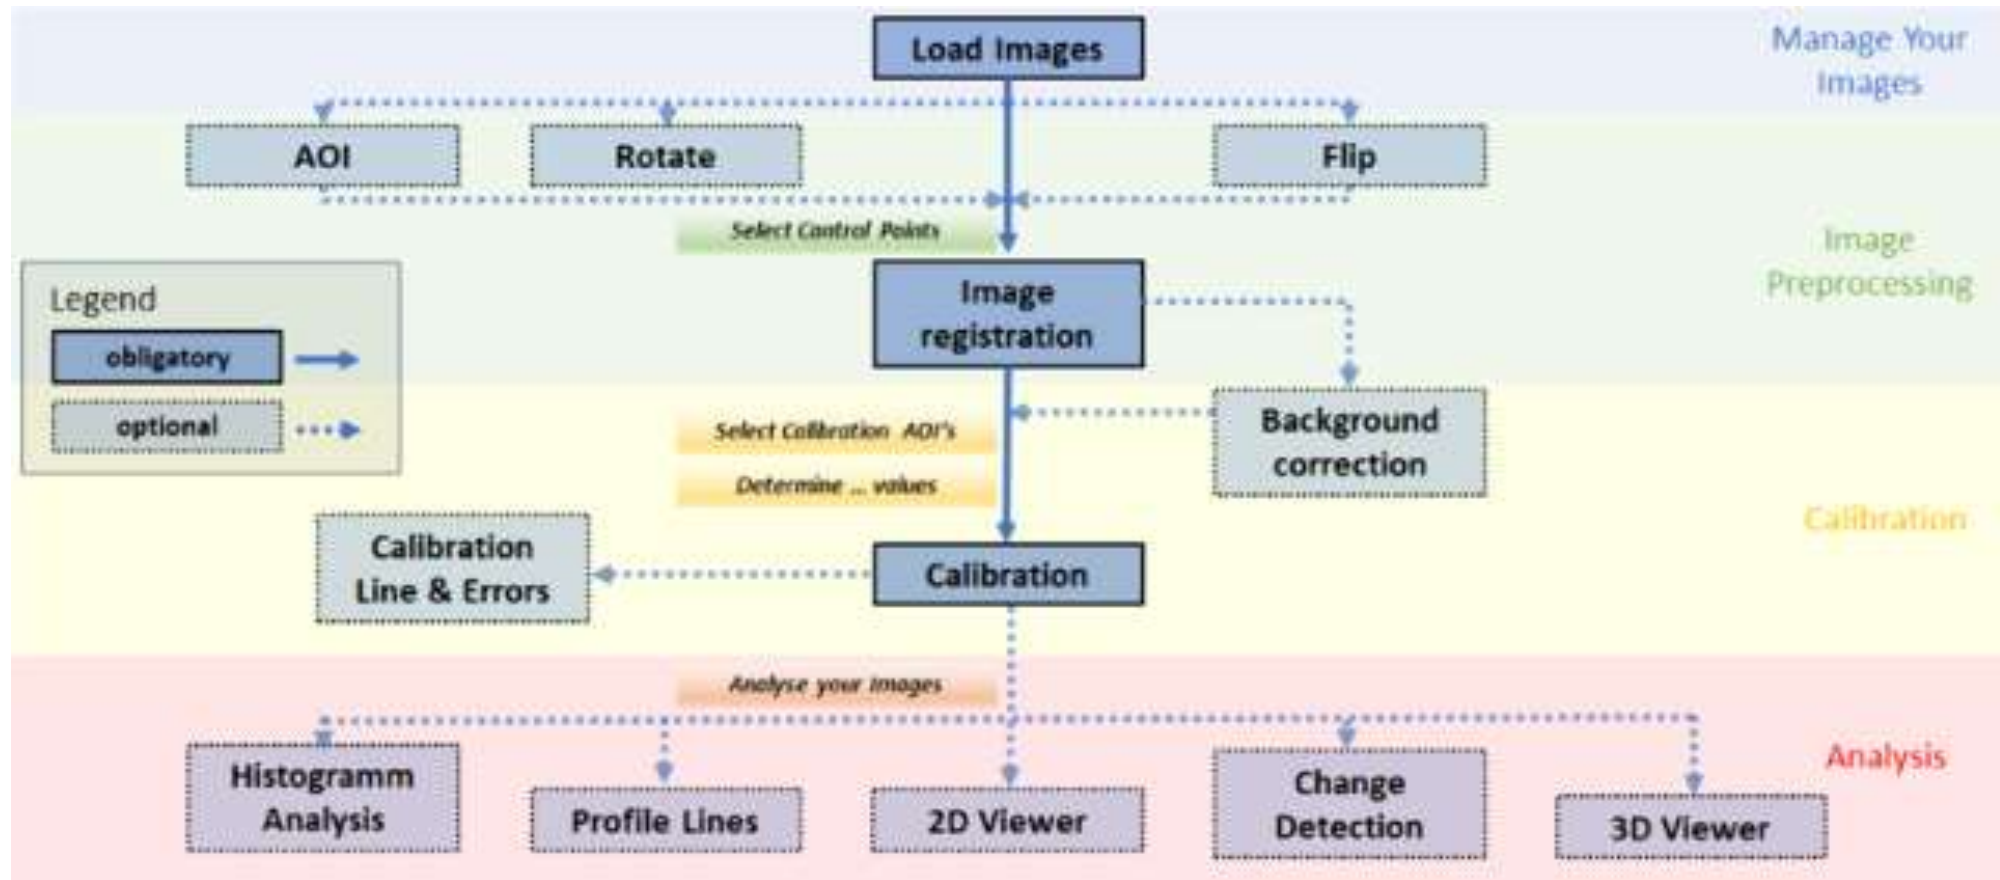 Load Images
Manage Your
Images
AOI
Rotate
Flip
Select Control Points
Image
Preprocessing
Legend
obligatory
optional
Image
registration
Background
correction
Select Calibration AOI's
Determine ... values
Calibration
Calibration
Line & Errors
Calibration
Analyse your Images
Analysis
Histogramm
Analysis
Profile Lines
2D Viewer
Change
Detection
3D Viewer